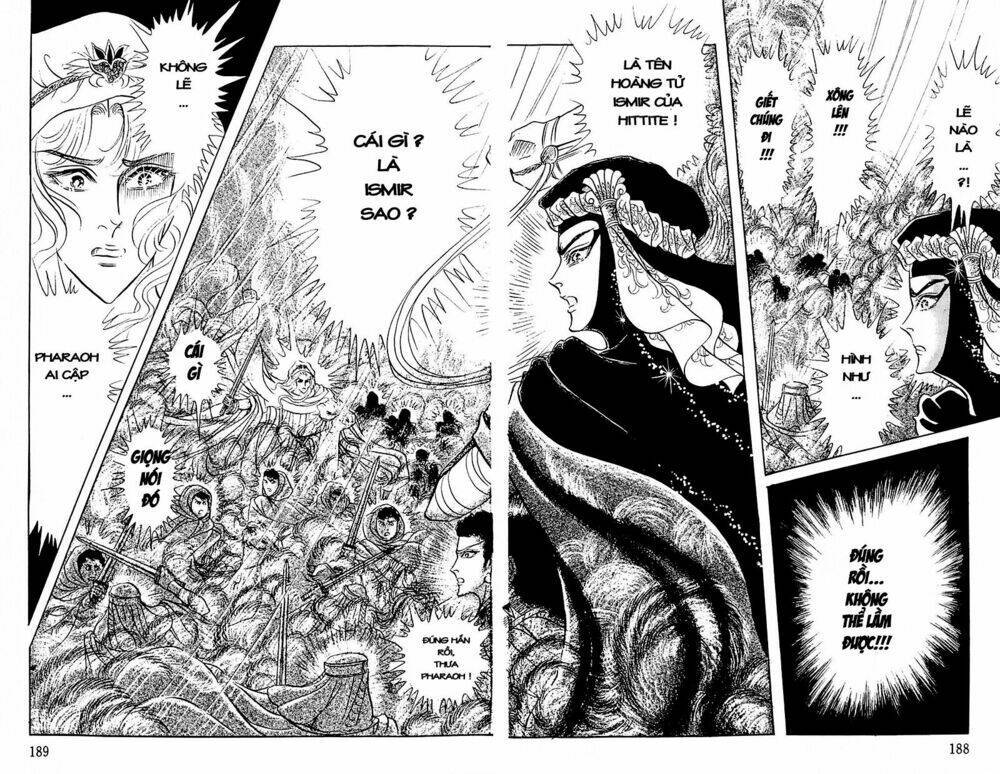 LẼ
NÀO
LÀ
...?!
XÔNG
LÊN
!!!
GIẾT
CHÚNG
ĐI
!!!
HÌNH
NHƯ
ĐÚNG
RỒI...
KHÔNG
THỂ LẦM
ĐƯỢC!!!
LÀ TÊN
HOÀNG TỬ
ISMIR CỦA
HITTITE !
188
CÁI GÌ ?
LÀ
ISMIR
SAO ?
CÁI
GÌ
GIỌNG
NÓI
ĐÓ
ĐÚNG HẮN
RỒI,
THƯA
PHARAOH !
KHÔNG
LẼ
...
PHARAOH
AI CẬP
...
189